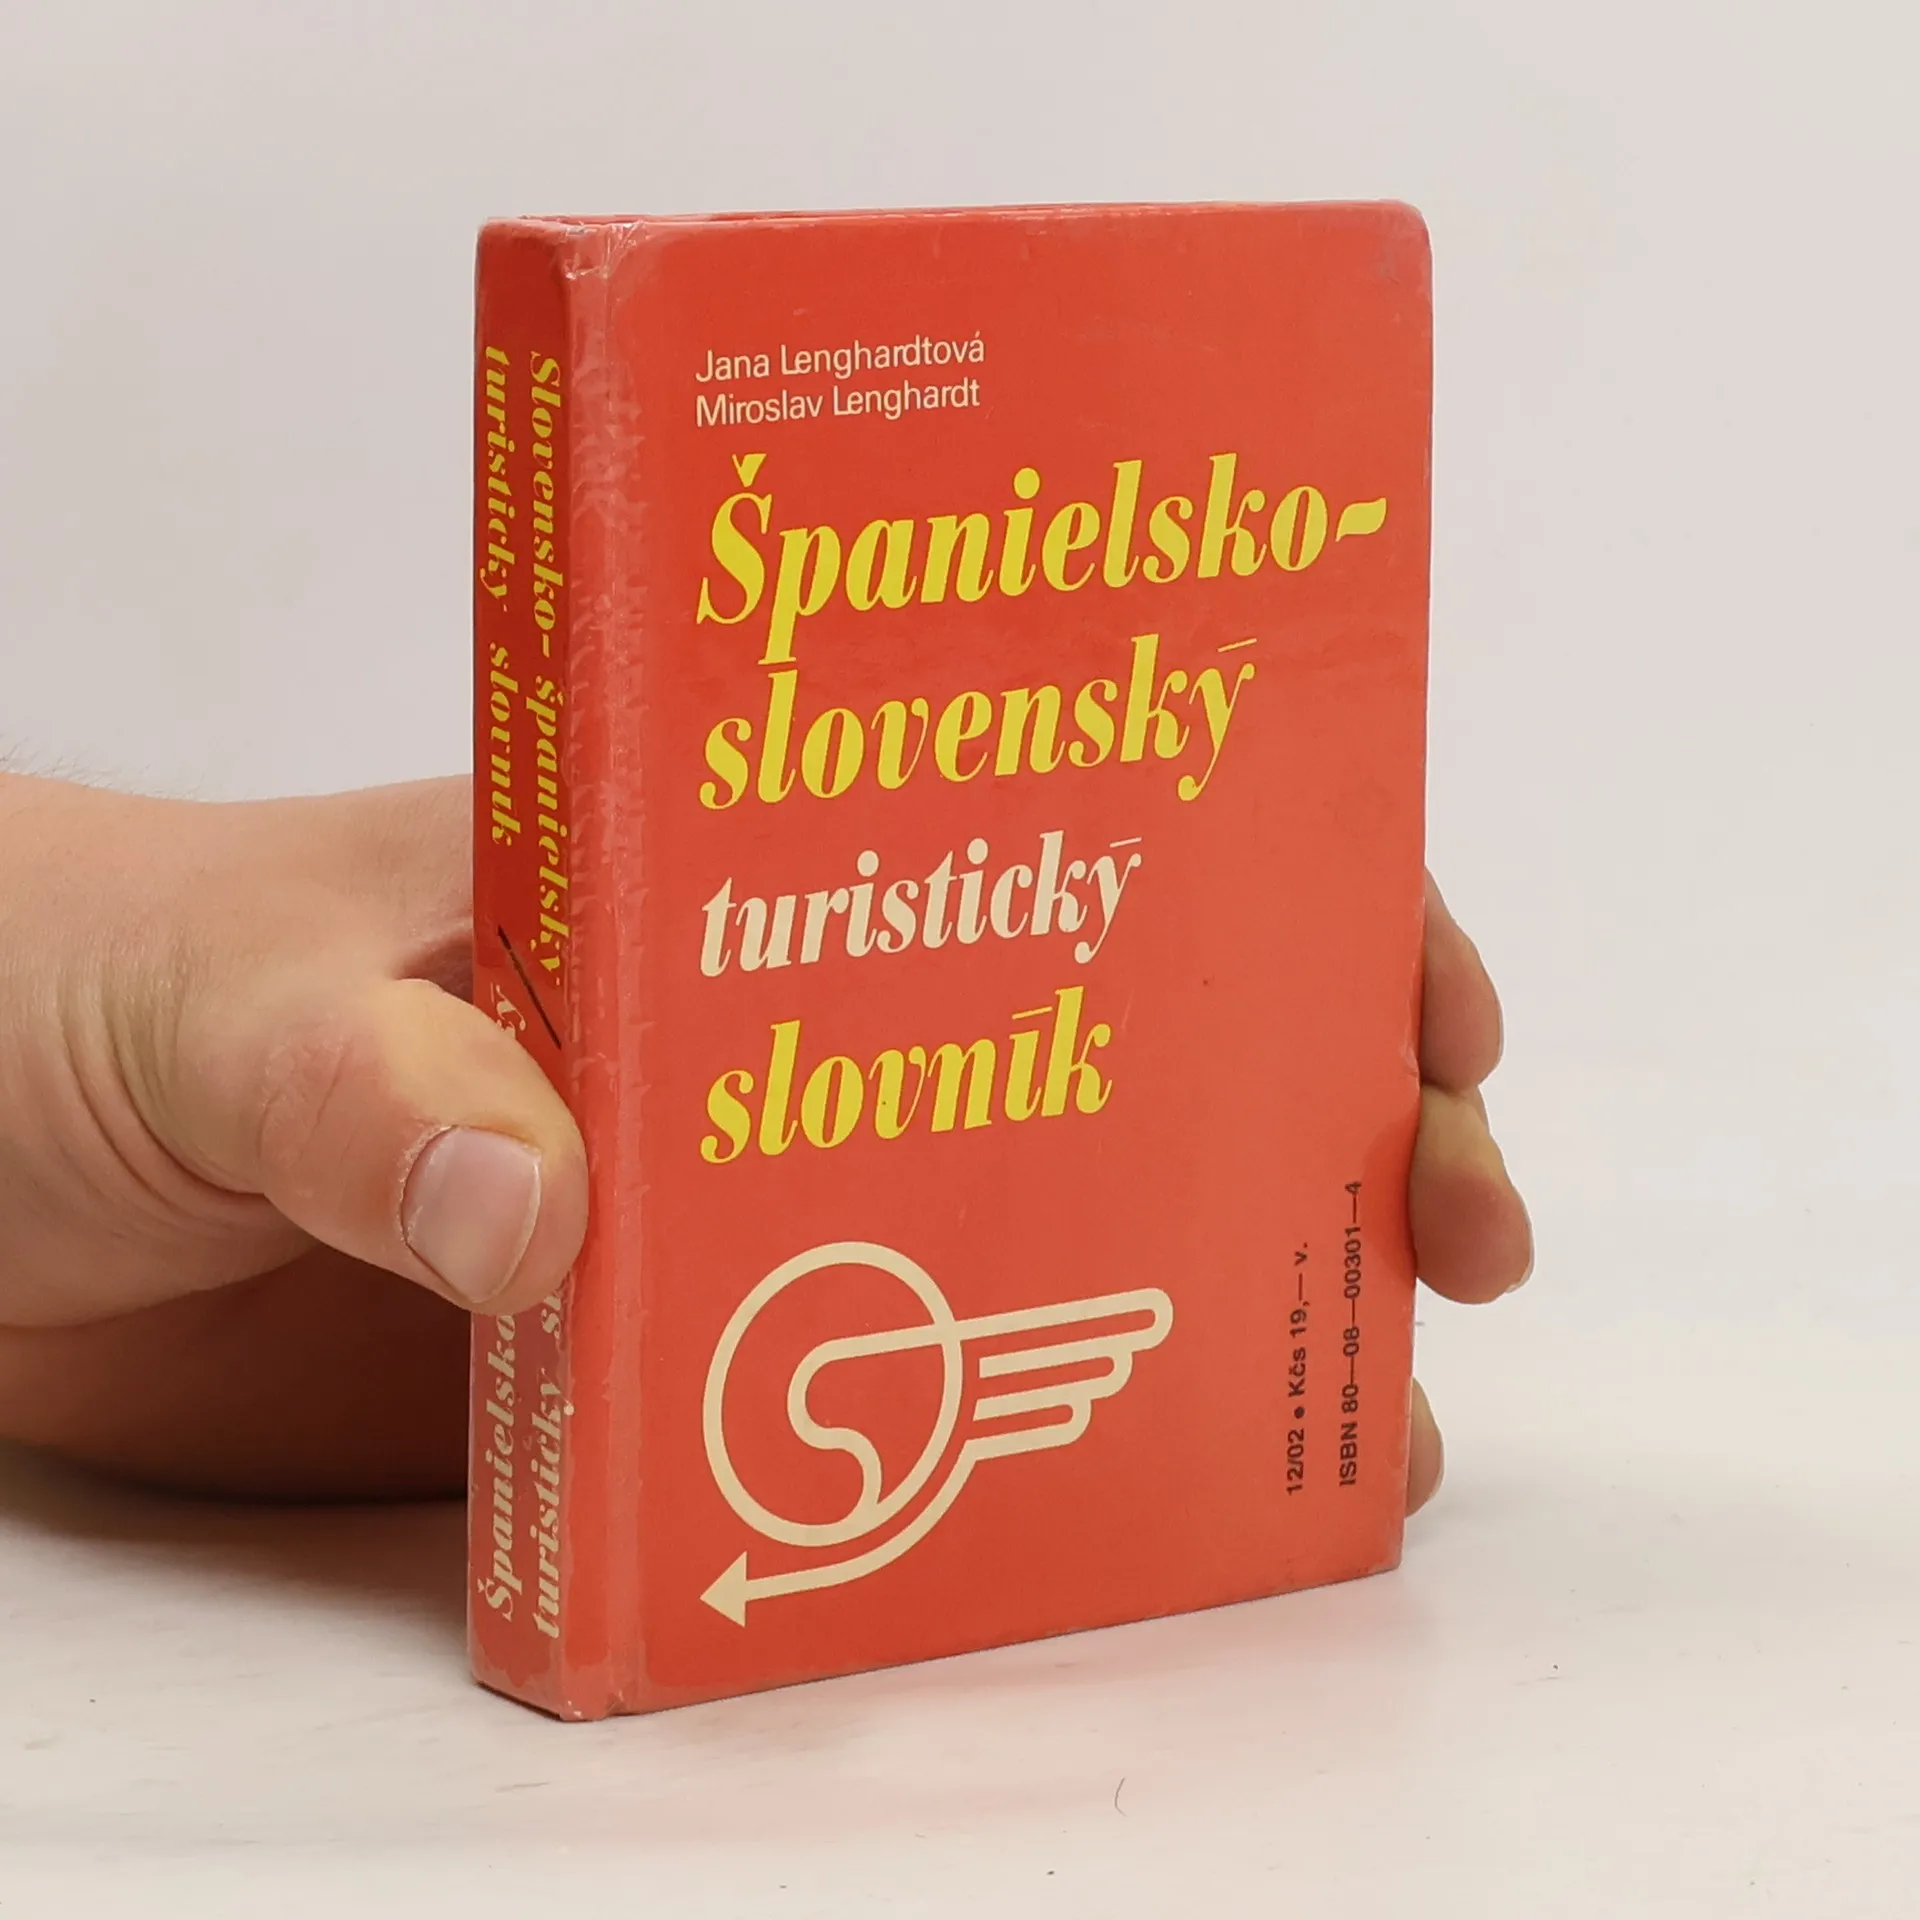 Jana Lenghardtová
Miroslav Lenghardt
Španielsko-
slovenský
turistický
slovník
12/02 • Kčs 19,— v.
ISBN 80—08—00301—4
Slovensko- španielsky
turistický slovník
Španielsko
turistický